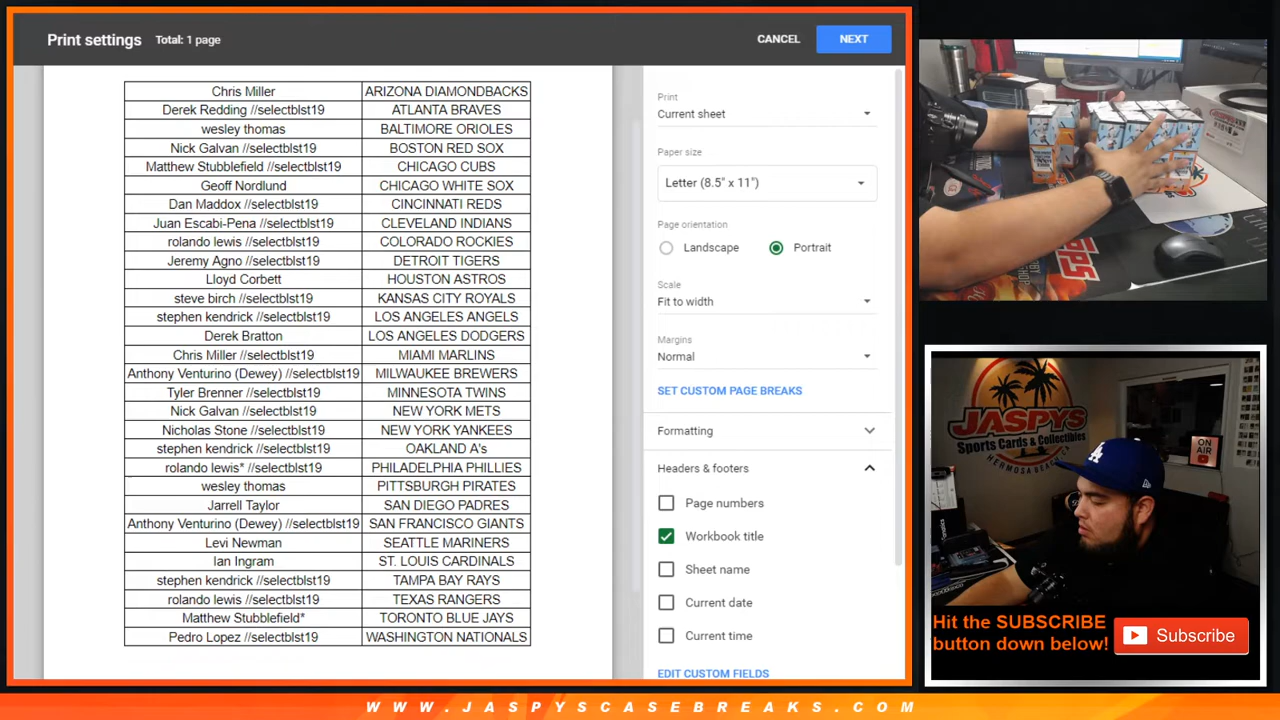 Print settings Total: 1 page CANCEL NEXT
Chris Miller ARIZONA DIAMONDBACKS
Derek Redding //selectblst19 ATLANTA BRAVES
wesley thomas BALTIMORE ORIOLES
Nick Galvan //selectblst19 BOSTON RED SOX
Matthew Stubblefield //selectblst19 CHICAGO CUBS
Geoff Nordlund CHICAGO WHITE SOX
Dan Maddox //selectblst19 CINCINNATI REDS
Juan Escabi-Pena //selectblst19 CLEVELAND INDIANS
rolando lewis //selectblst19 COLORADO ROCKIES
Jeremy Agno //selectblst19 DETROIT TIGERS
Lloyd Corbett HOUSTON ASTROS
steve birch //selectblst19 KANSAS CITY ROYALS
stephen kendrick //selectblst19 LOS ANGELES ANGELS
Derek Bratton LOS ANGELES DODGERS
Chris Miller //selectblst19 MIAMI MARLINS
Anthony Venturino (Dewey) //selectblst19 MILWAUKEE BREWERS
Tyler Brenner //selectblst19 MINNESOTA TWINS
Nick Galvan //selectblst19 NEW YORK METS
Nicholas Stone //selectblst19 NEW YORK YANKEES
stephen kendrick //selectblst19 OAKLAND A's
rolando lewis* //selectblst19 PHILADELPHIA PHILLIES
wesley thomas PITTSBURGH PIRATES
Jarrell Taylor SAN DIEGO PADRES
Anthony Venturino (Dewey) //selectblst19 SAN FRANCISCO GIANTS
Levi Newman SEATTLE MARINERS
Ian Ingram ST. LOUIS CARDINALS
stephen kendrick //selectblst19 TAMPA BAY RAYS
rolando lewis //selectblst19 TEXAS RANGERS
Matthew Stubblefield* TORONTO BLUE JAYS
Pedro Lopez //selectblst19 WASHINGTON NATIONALS
Print
Current sheet
Paper size
Letter (8.5" x 11")
Page orientation
Landscape Portrait
Scale
Fit to width
Margins
Normal
SET CUSTOM PAGE BREAKS
Formatting
Headers & footers
Page numbers
Workbook title
Sheet name
Current date
Current time
EDIT CUSTOM FIELDS
JASPYS
Sports Cards & Collectibles
HERMOSA BEACH, CA
ON
AIR
Hit the SUBSCRIBE
button down below!
Subscribe
WWW.JASPYSCASEBREAKS.COM